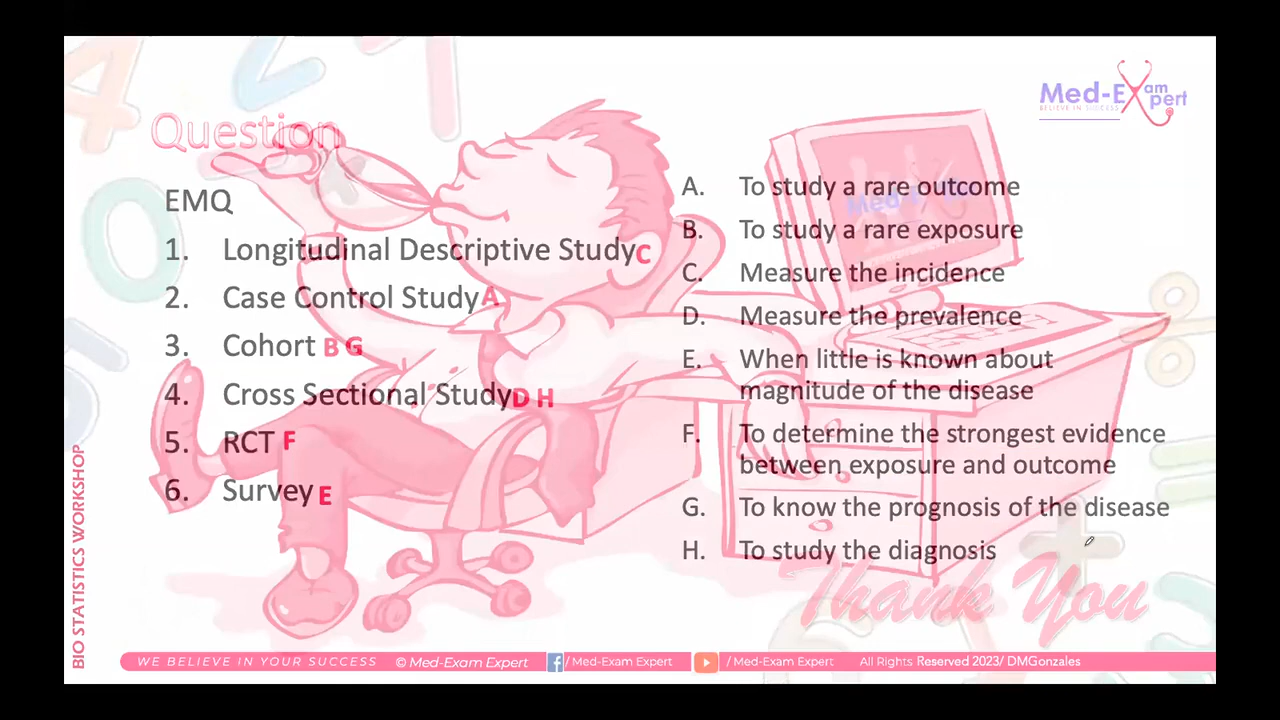 Med-Exam
pert
BELIEVE IN SUCCESS
Question
EMQ
1. Longitudinal Descriptive Study C
2. Case Control Study A
3. Cohort B G
4. Cross Sectional Study D H
5. RCT F
6. Survey E
A. To study a rare outcome
B. To study a rare exposure
C. Measure the incidence
D. Measure the prevalence
E. When little is known about
magnitude of the disease
F. To determine the strongest evidence
between exposure and outcome
G. To know the prognosis of the disease
H. To study the diagnosis
Thank You
BIO STATISTICS WORKSHOP
WE BELIEVE IN YOUR SUCCESS © Med-Exam Expert f/Med-Exam Expert / Med-Exam Expert All Rights Reserved 2023/ DMGonzales